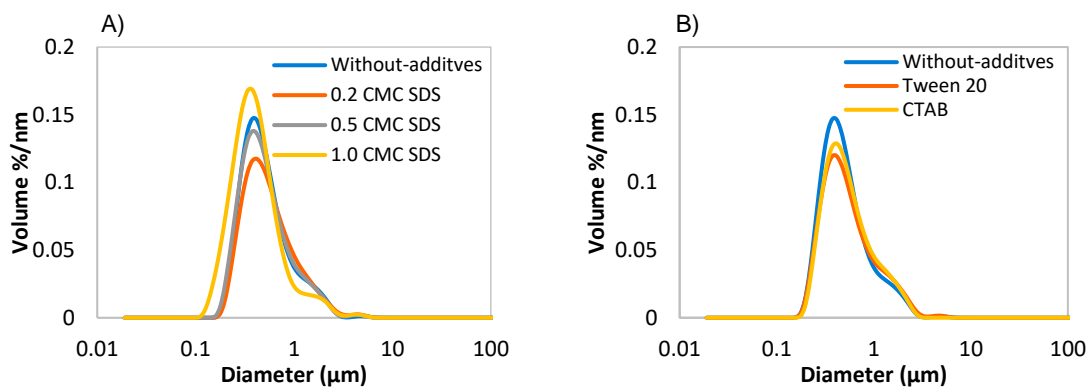 A)
Volume %/nm
0.2
0.15
0.1
0.05
0
Without-additves
0.2 CMC SDS
0.5 CMC SDS
1.0 CMC SDS
0.01 0.1 1 10 100
Diameter (µm)
B)
Volume %/nm
0.2
0.15
0.1
0.05
0
Without-additves
Tween 20
CTAB
0.01 0.1 1 10 100
Diameter (µm)